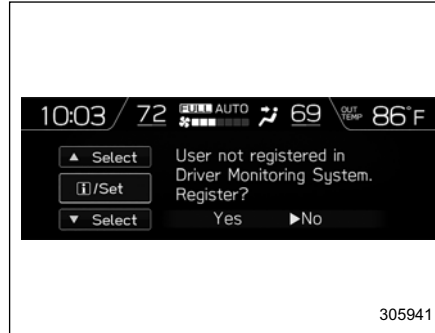 10:03 72 FULL AUTO 69 OUT TEMP 86°F
▲ Select
i/Set
▼ Select
User not registered in
Driver Monitoring System.
Register?
Yes ▶No
305941